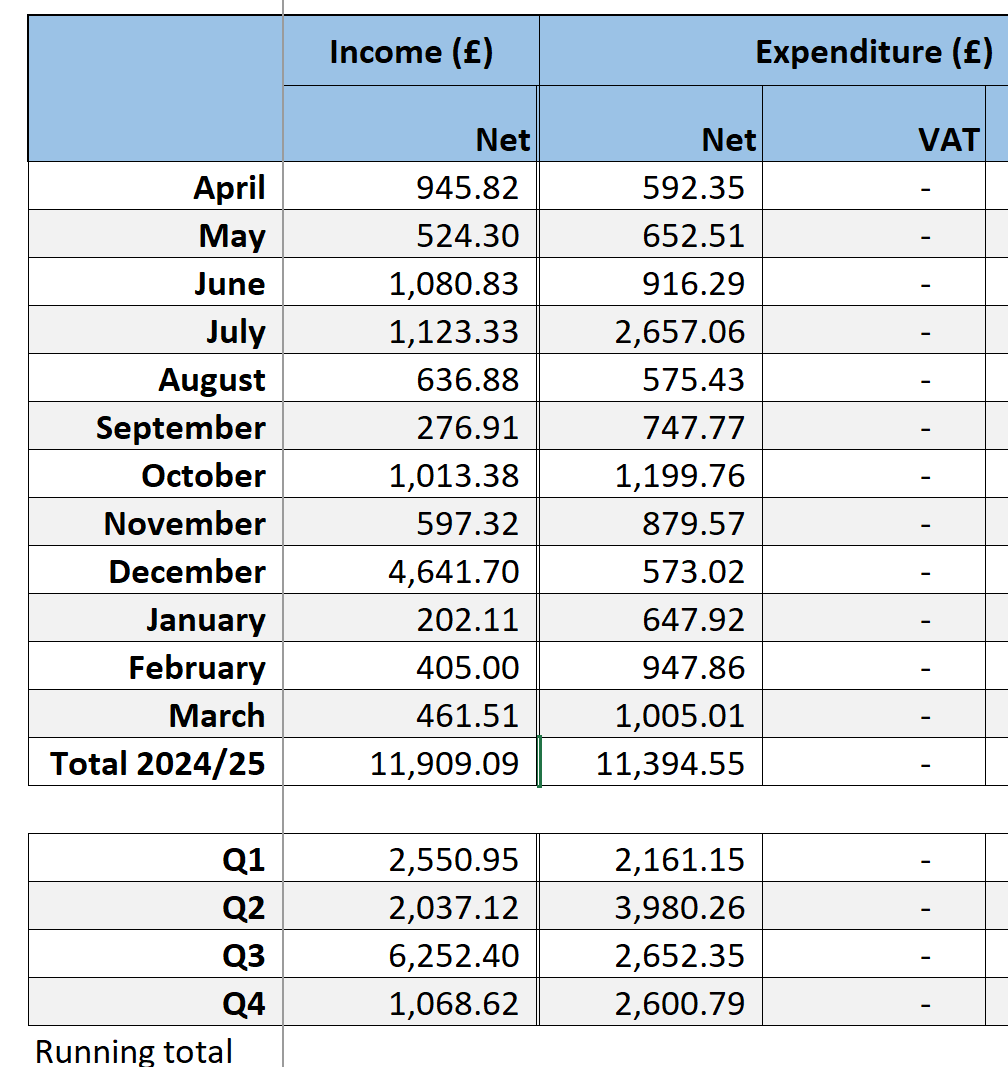 Income (£) Expenditure (£)
Net Net VAT
April 945.82 592.35 -
May 524.30 652.51 -
June 1,080.83 916.29 -
July 1,123.33 2,657.06 -
August 636.88 575.43 -
September 276.91 747.77 -
October 1,013.38 1,199.76 -
November 597.32 879.57 -
December 4,641.70 573.02 -
January 202.11 647.92 -
February 405.00 947.86 -
March 461.51 1,005.01 -
Total 2024/25 11,909.09 11,394.55 -
Q1 2,550.95 2,161.15 -
Q2 2,037.12 3,980.26 -
Q3 6,252.40 2,652.35 -
Q4 1,068.62 2,600.79 -
Running total